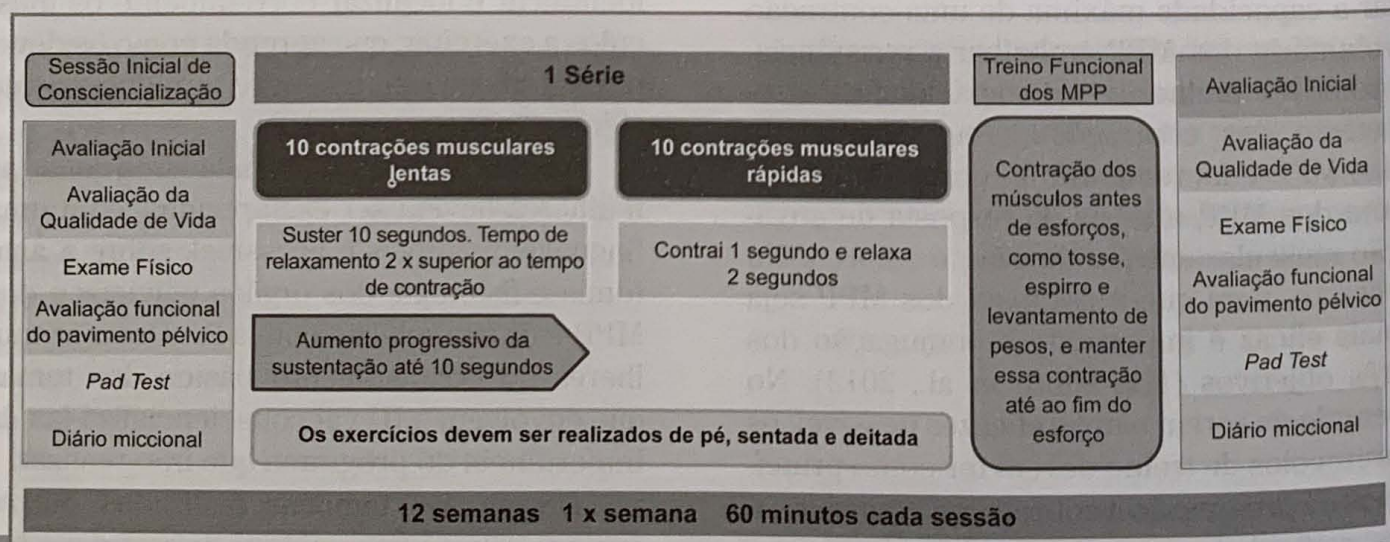 Sessão Inicial de
Consciencialização
Avaliação Inicial
Avaliação da
Qualidade de Vida
Exame Físico
Avaliação funcional
do pavimento pélvico
Pad Test
Diário miccional
1 Série
10 contrações musculares
lentas
Suster 10 segundos. Tempo de
relaxamento 2 x superior ao tempo
de contração
Aumento progressivo da
sustentação até 10 segundos
10 contrações musculares
rápidas
Contrai 1 segundo e relaxa
2 segundos
Os exercícios devem ser realizados de pé, sentada e deitada
Treino Funcional
dos MPP
Contração dos
músculos antes
de esforços,
como tosse,
espirro e
levantamento de
pesos, e manter
essa contração
até ao fim do
esforço
Avaliação Inicial
Avaliação da
Qualidade de Vida
Exame Físico
Avaliação funcional
do pavimento pélvico
Pad Test
Diário miccional
12 semanas 1 x semana 60 minutos cada sessão